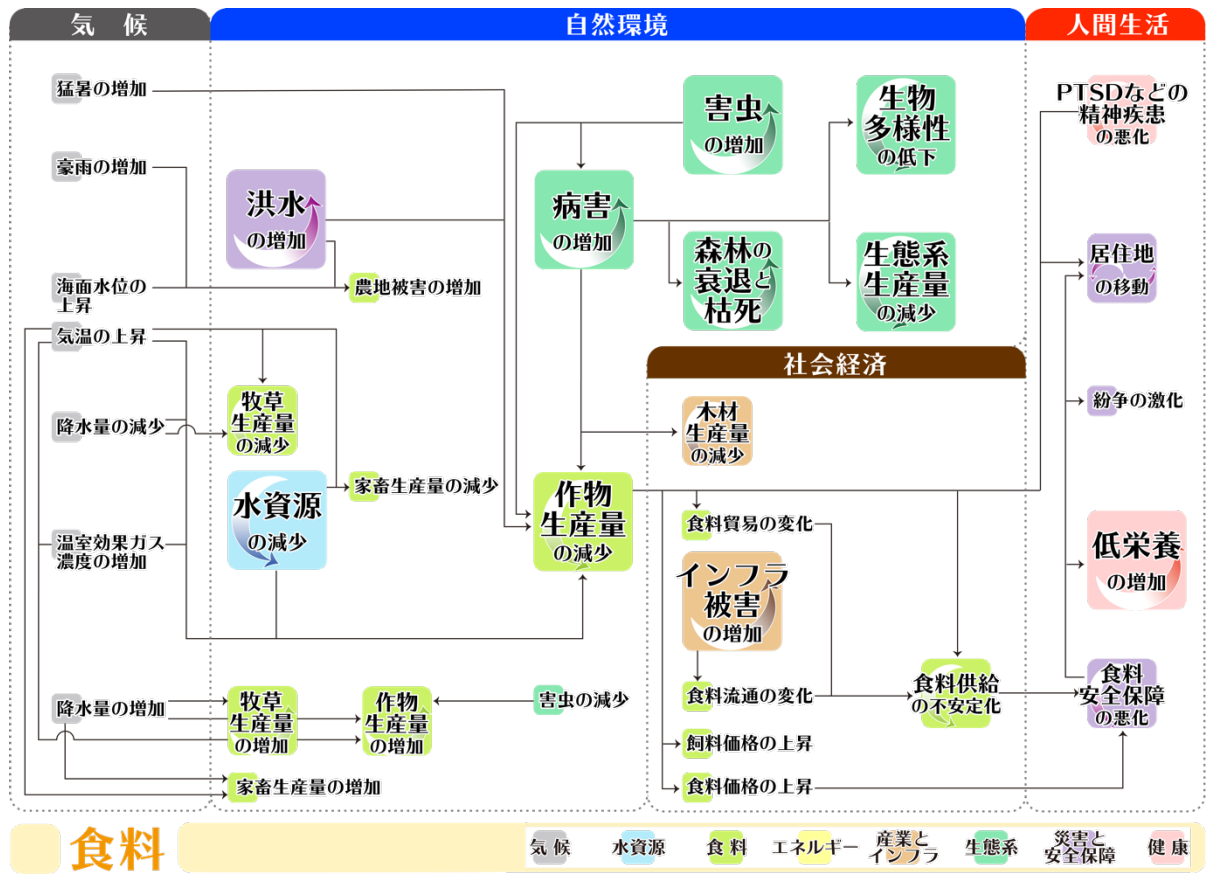 気 候
自然環境
人間生活
猛暑の増加
豪雨の増加
海面水位の
上昇
気温の上昇
降水量の減少
温室効果ガス
濃度の増加
降水量の増加
洪水
の増加
農地被害の増加
牧草
生産量
の減少
水資源
の減少
家畜生産量の減少
牧草
生産量
の増加
作物
生産量
の増加
害虫の減少
家畜生産量の増加
害虫
の増加
病害
の増加
森林の
衰退と
枯死
生物
多様性
の低下
生態系
生産量
の減少
作物
生産量
の減少
社会経済
木材
生産量
の減少
食料貿易の変化
インフラ
被害
の増加
食料流通の変化
飼料価格の上昇
食料価格の上昇
食料供給
の不安定化
PTSDなどの
精神疾患
の悪化
居住地
の移動
紛争の激化
低栄養
の増加
食料
安全保障
の悪化
食料
気 候
水資源
食 料
エネルギー
産業と
インフラ
生態系
災害と
安全保障
健 康